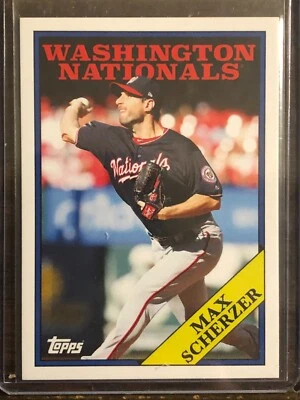 WASHINGTON
NATIONALS
Nationals
topps
MAX
SCHERZER